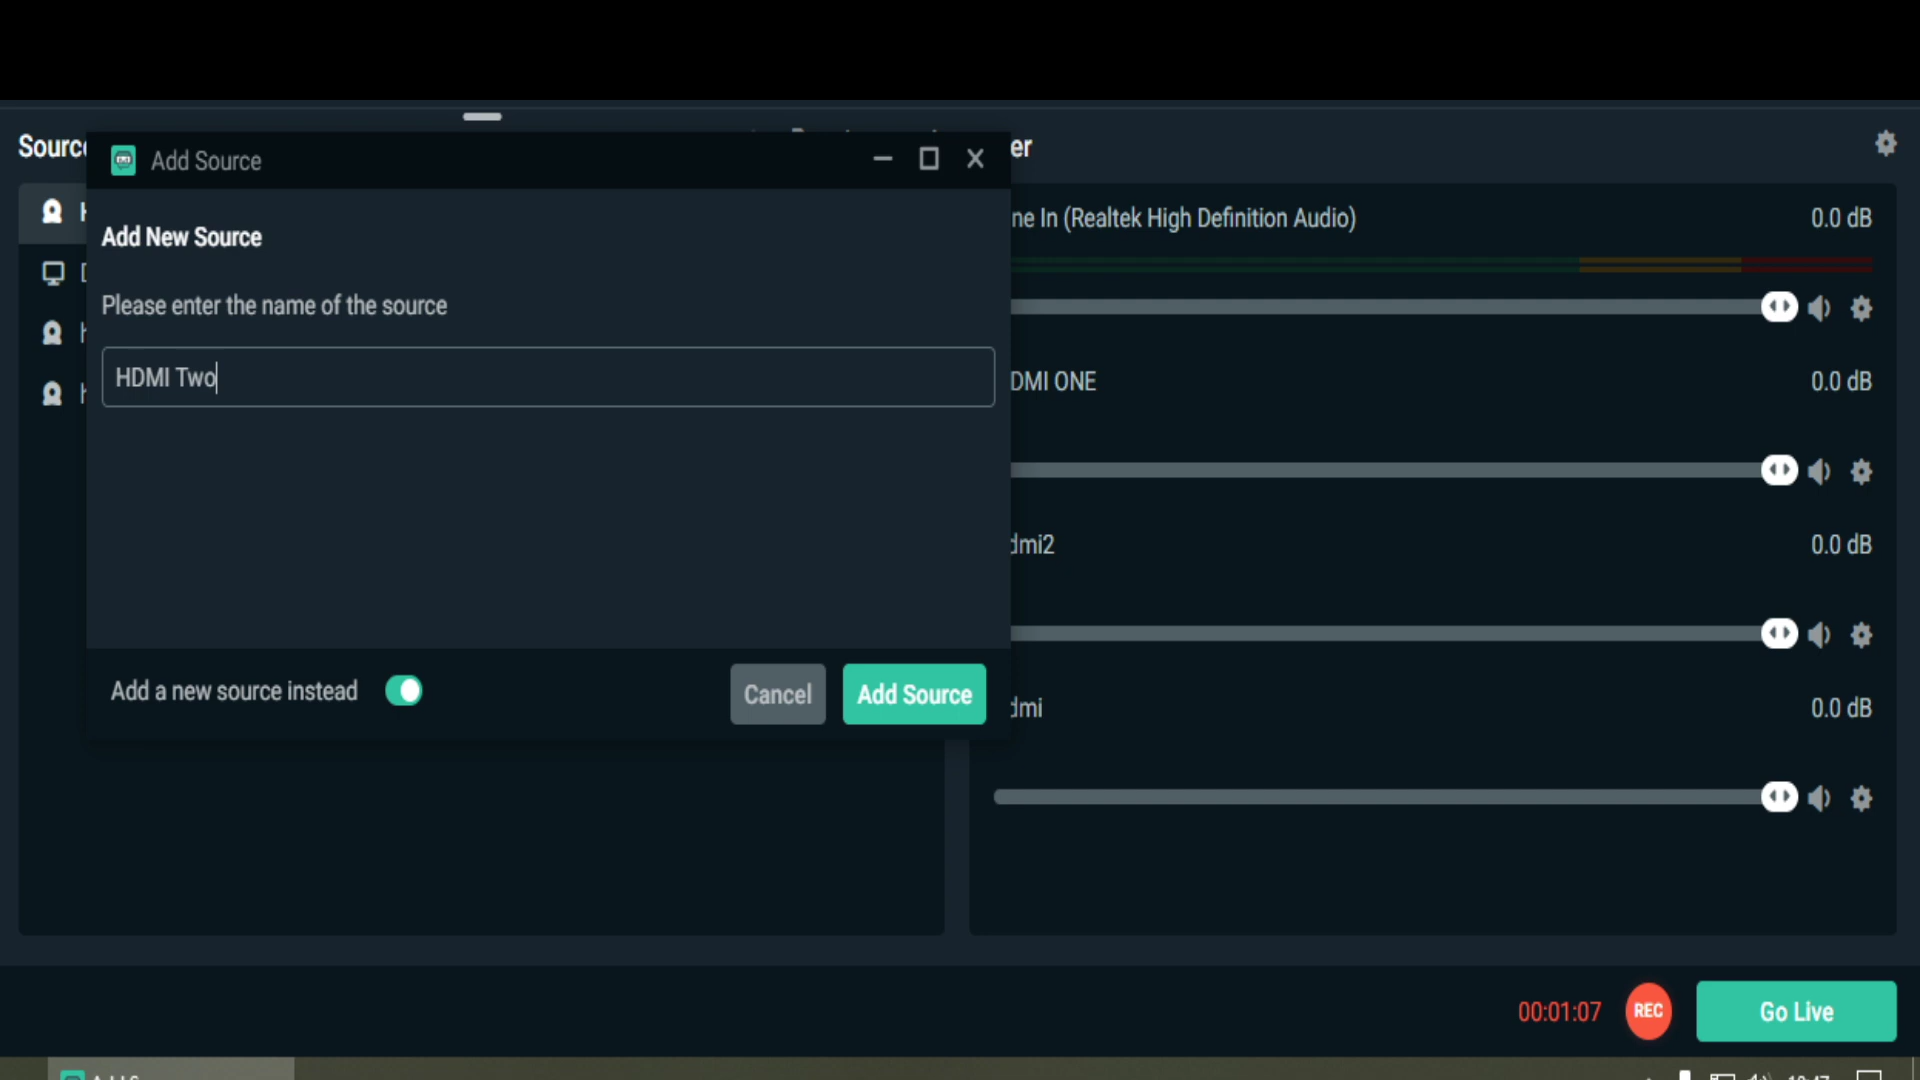 Add Source
er
Add New Source
ne In (Realtek High Definition Audio)
0.0 dB
Please enter the name of the source
HDMI Two
DMI ONE
0.0 dB
dmi2
0.0 dB
Add a new source instead
Cancel
Add Source
dmi
0.0 dB
00:01:07
REC
Go Live